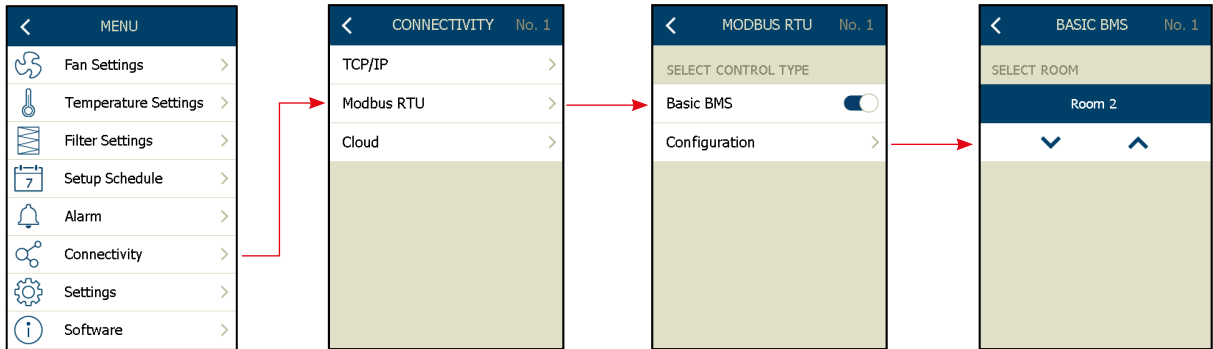 MENU
Fan Settings
Temperature Settings
Filter Settings
7
Setup Schedule
Alarm
Connectivity
Settings
i
Software
CONNECTIVITY No. 1
TCP/IP
Modbus RTU
Cloud
MODBUS RTU No. 1
SELECT CONTROL TYPE
Basic BMS
Configuration
BASIC BMS No. 1
SELECT ROOM
Room 2